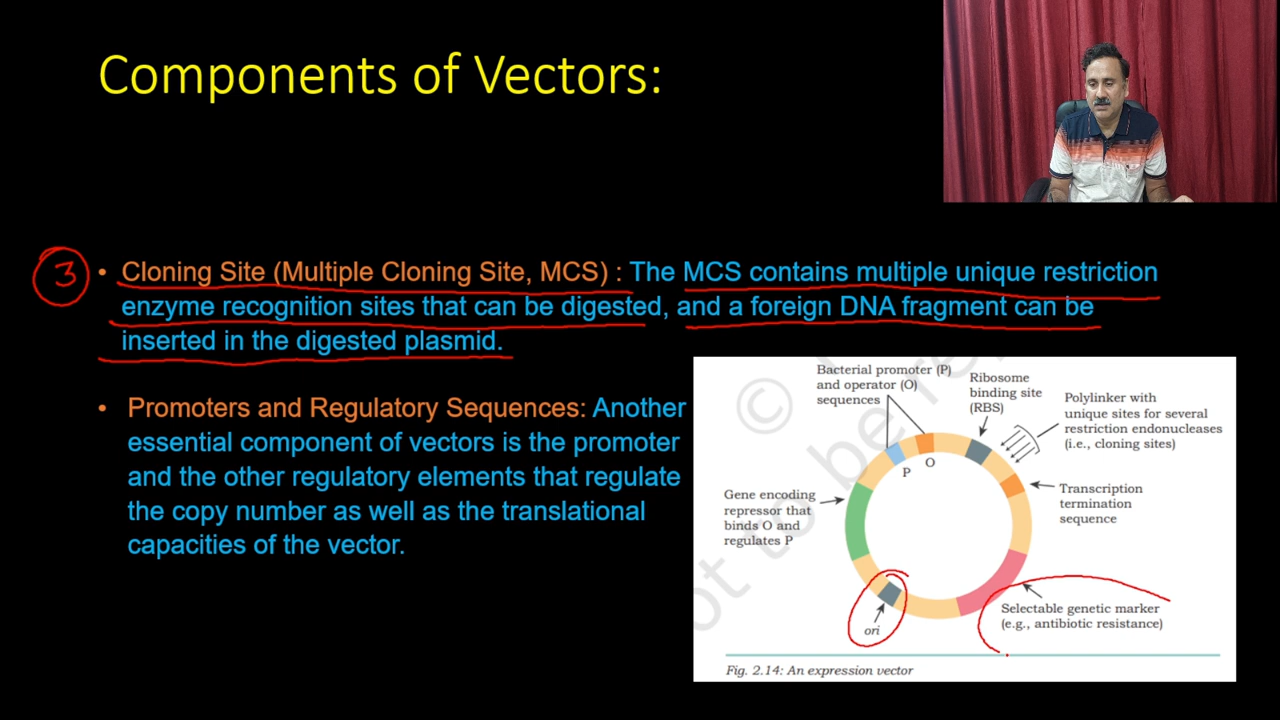 Components of Vectors:
3
• Cloning Site (Multiple Cloning Site, MCS) : The MCS contains multiple unique restriction
enzyme recognition sites that can be digested, and a foreign DNA fragment can be
inserted in the digested plasmid.
• Promoters and Regulatory Sequences: Another
essential component of vectors is the promoter
and the other regulatory elements that regulate
the copy number as well as the translational
capacities of the vector.
Bacterial promoter (P)
and operator (O)
sequences
Ribosome
binding site
(RBS)
Polylinker with
unique sites for several
restriction endonucleases
(i.e., cloning sites)
P
O
Gene encoding
repressor that
binds O and
regulates P
Transcription
termination
sequence
ori
Selectable genetic marker
(e.g., antibiotic resistance)
Fig. 2.14: An expression vector
©
to be re